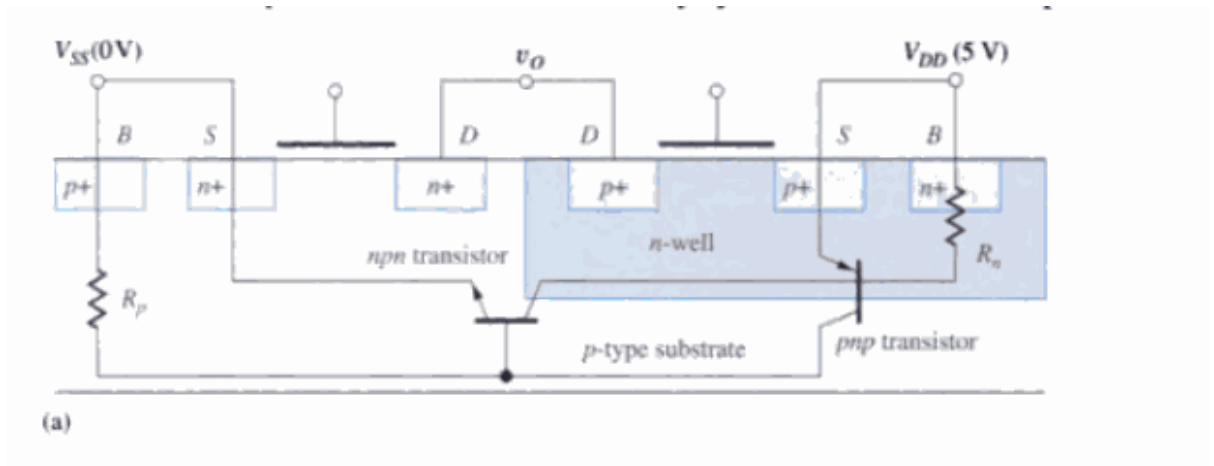 V_SS (0V)
v_O
V_DD (5 V)
B
S
D
D
S
B
p+
n+
n+
p+
p+
n+
n-well
R_n
npn transistor
R_p
p-type substrate
pnp transistor
(a)